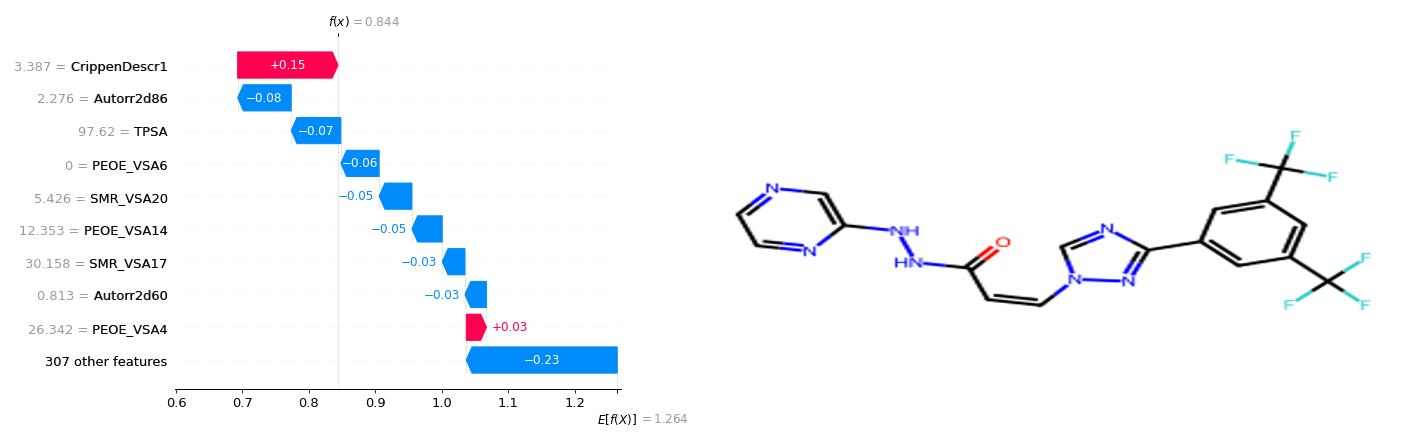 f(x) = 0.844
3.387 = CrippenDescr1
+0.15
2.276 = Autorr2d86
−0.08
97.62 = TPSA
−0.07
0 = PEOE_VSA6
−0.06
5.426 = SMR_VSA20
−0.05
12.353 = PEOE_VSA14
−0.05
30.158 = SMR_VSA17
−0.03
0.813 = Autorr2d60
−0.03
26.342 = PEOE_VSA4
+0.03
307 other features
−0.23
0.6 0.7 0.8 0.9 1.0 1.1 1.2
E[f(X)] = 1.264
N
N
NH
HN
O
N
N
N
F
F
F
F
F
F